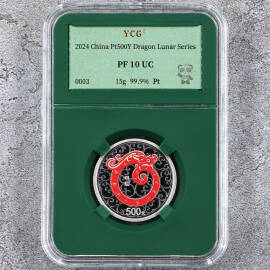 YCG
2024 China Pt500Y Dragon Lunar Series
PF 10 UC
0003 15g 99.9% Pt
500